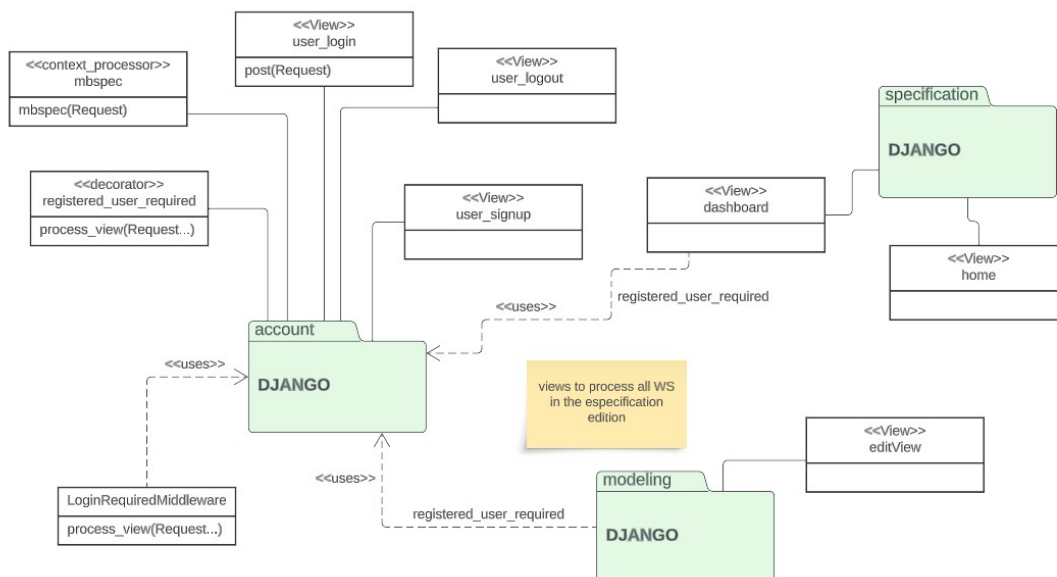 <<View>>
user_login
post(Request)
<<context_processor>>
mbspec
mbspec(Request)
<<View>>
user_logout
specification
DJANGO
<<decorator>>
registered_user_required
process_view(Request...)
<<View>>
user_signup
<<View>>
dashboard
<<View>>
home
registered_user_required
<<uses>>
account
DJANGO
<<uses>>
views to process all WS
in the especification
edition
<<View>>
editView
<<uses>>
modeling
DJANGO
LoginRequiredMiddleware
process_view(Request...)
registered_user_required